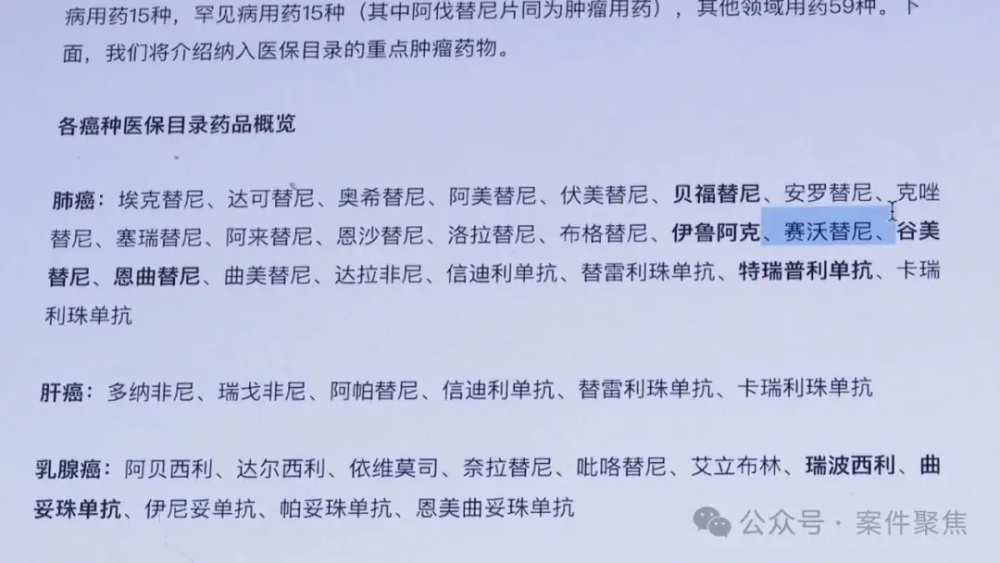 病用药15种，罕见病用药15种（其中阿伐替尼片同为肿瘤用药），其他领域用药59种。下
面，我们将介绍纳入医保目录的重点肿瘤药物。
各癌种医保目录药品概览
肺癌：埃克替尼、达可替尼、奥希替尼、阿美替尼、伏美替尼、贝福替尼、安罗替尼、克唑
替尼、塞瑞替尼、阿来替尼、恩沙替尼、洛拉替尼、布格替尼、伊鲁阿克、赛沃替尼、谷美
替尼、恩曲替尼、曲美替尼、达拉非尼、信迪利单抗、替雷利珠单抗、特瑞普利单抗、卡瑞
利珠单抗
肝癌：多纳非尼、瑞戈非尼、阿帕替尼、信迪利单抗、替雷利珠单抗、卡瑞利珠单抗
乳腺癌：阿贝西利、达尔西利、依维莫司、奈拉替尼、吡咯替尼、艾立布林、瑞波西利、曲
妥珠单抗、伊尼妥单抗、帕妥珠单抗、恩美曲妥珠单抗
公众号·案件聚焦